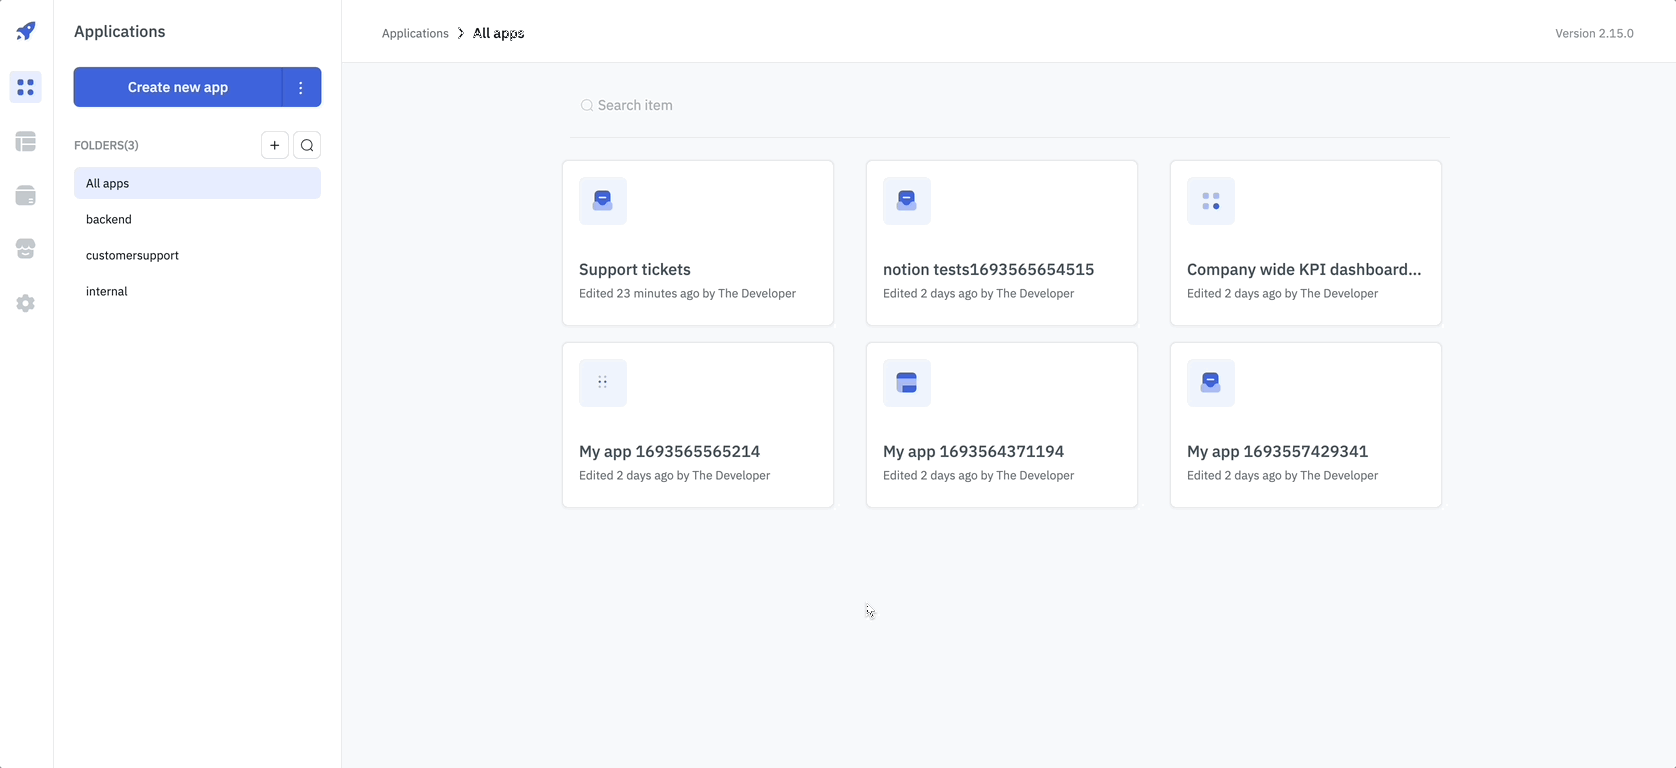 Applications
Create new app
FOLDERS(3)
All apps
backend
customersupport
internal
Applications
All apps
Version 2.15.0
Search item
Support tickets
Edited 23 minutes ago by The Developer
notion tests1693565654515
Edited 2 days ago by The Developer
Company wide KPI dashboard...
Edited 2 days ago by The Developer
My app 1693565565214
Edited 2 days ago by The Developer
My app 1693564371194
Edited 2 days ago by The Developer
My app 1693557429341
Edited 2 days ago by The Developer